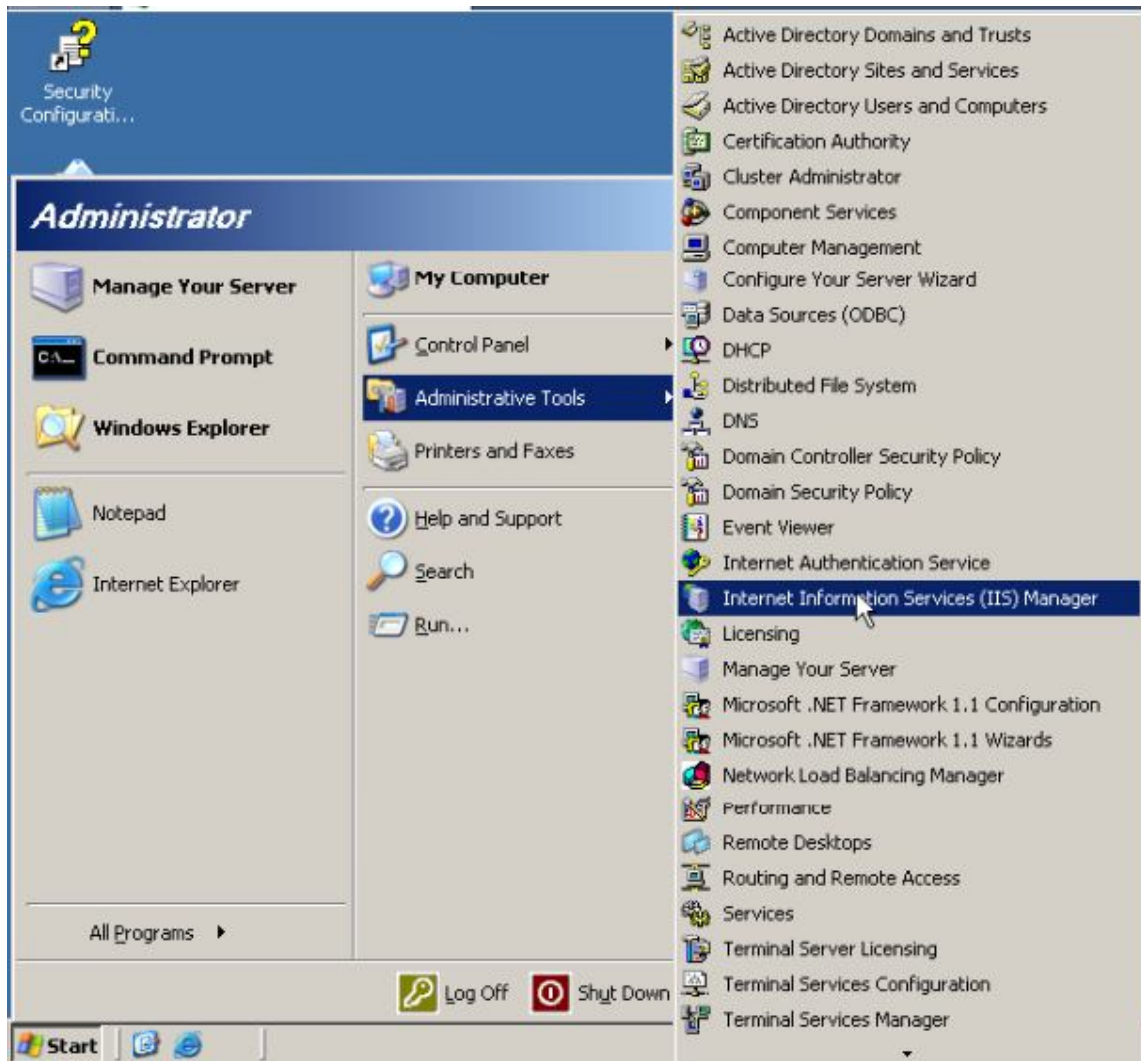 Security
Configurati...
Administrator
Manage Your Server
Command Prompt
Windows Explorer
Notepad
Internet Explorer
All Programs
My Computer
Control Panel
Administrative Tools
Printers and Faxes
Help and Support
Search
Run...
Log Off
Shut Down
Start
Active Directory Domains and Trusts
Active Directory Sites and Services
Active Directory Users and Computers
Certification Authority
Cluster Administrator
Component Services
Computer Management
Configure Your Server Wizard
Data Sources (ODBC)
DHCP
Distributed File System
DNS
Domain Controller Security Policy
Domain Security Policy
Event Viewer
Internet Authentication Service
Internet Information Services (IIS) Manager
Licensing
Manage Your Server
Microsoft .NET Framework 1.1 Configuration
Microsoft .NET Framework 1.1 Wizards
Network Load Balancing Manager
Performance
Remote Desktops
Routing and Remote Access
Services
Terminal Server Licensing
Terminal Services Configuration
Terminal Services Manager